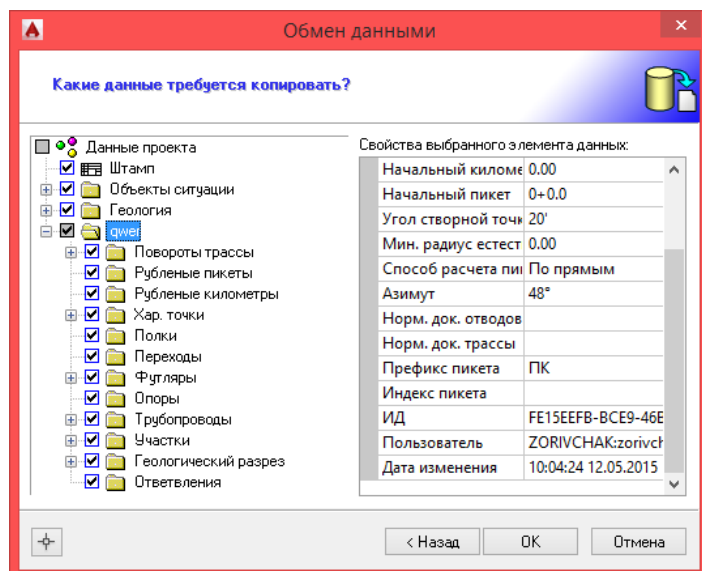 Обмен данными
Какие данные требуется копировать?
Данные проекта
Штамп
Объекты ситуации
Геология
qwer
Повороты трассы
Рубленые пикеты
Рубленые километры
Хар. точки
Полки
Переходы
Футляры
Опоры
Трубопроводы
Участки
Геологический разрез
Ответвления
Свойства выбранного элемента данных:
Начальный киломе 0.00
Начальный пикет 0+0.0
Угол створной точк 20'
Мин. радиус естест 0.00
Способ расчета пи По прямым
Азимут 48°
Норм. док. отводов
Норм. док. трассы
Префикс пикета ПК
Индекс пикета
ИД FE15EEFB-BCE9-46E
Пользователь ZORIVCHAK:zorivch
Дата изменения 10:04:24 12.05.2015
< Назад OK Отмена